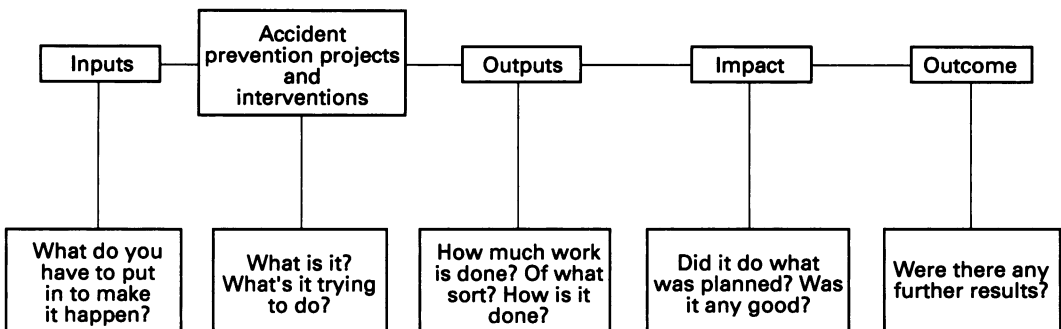 Inputs
Accident
prevention projects
and
interventions
Outputs
Impact
Outcome
What do you
have to put
in to make
it happen?
What is it?
What's it trying
to do?
How much work
is done? Of what
sort? How is it
done?
Did it do what
was planned? Was
it any good?
Were there any
further results?